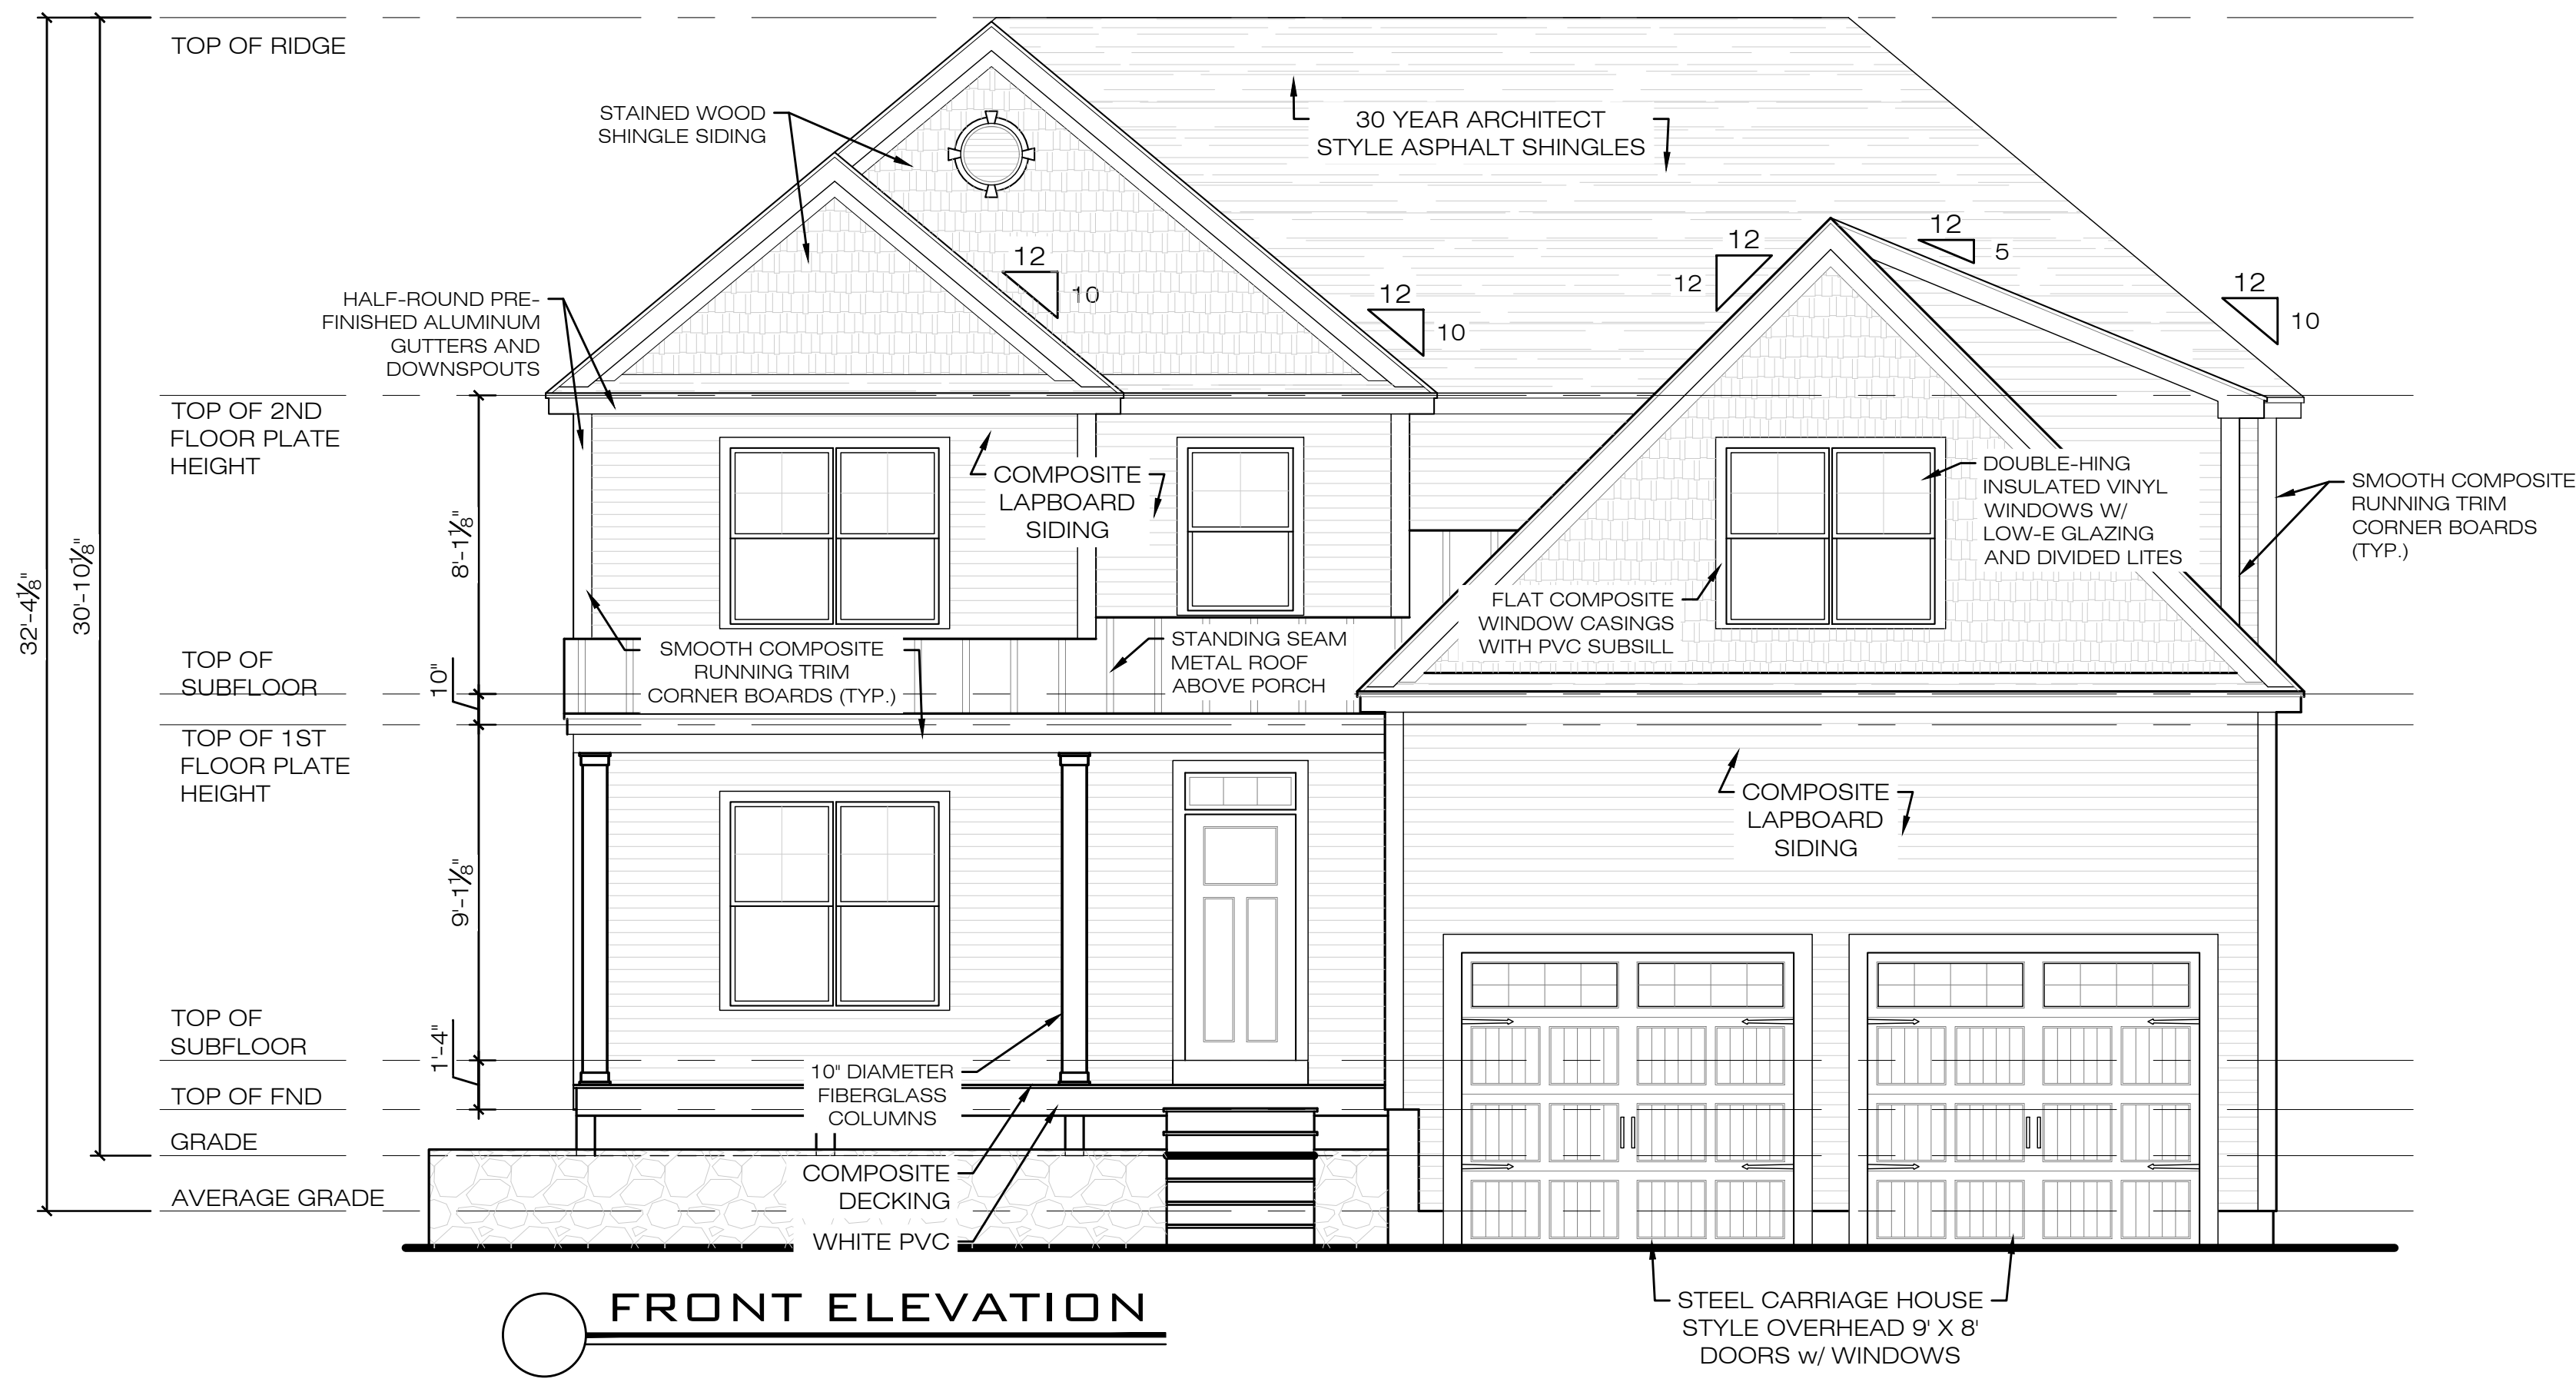 TOP OF RIDGE
STAINED WOOD
SHINGLE SIDING
30 YEAR ARCHITECT
STYLE ASPHALT SHINGLES
12
10
12
10
12
12
12
5
12
10
HALF-ROUND PRE-
FINISHED ALUMINUM
GUTTERS AND
DOWNSPOUTS
TOP OF 2ND
FLOOR PLATE
HEIGHT
COMPOSITE
LAPBOARD
SIDING
DOUBLE-HING
INSULATED VINYL
WINDOWS W/
LOW-E GLAZING
AND DIVIDED LITES
SMOOTH COMPOSITE
RUNNING TRIM
CORNER BOARDS
(TYP.)
32'-4⅛"
30'-10⅛"
8'-1⅛"
FLAT COMPOSITE
WINDOW CASINGS
WITH PVC SUBSILL
SMOOTH COMPOSITE
RUNNING TRIM
CORNER BOARDS (TYP.)
STANDING SEAM
METAL ROOF
ABOVE PORCH
TOP OF
SUBFLOOR
10"
TOP OF 1ST
FLOOR PLATE
HEIGHT
COMPOSITE
LAPBOARD
SIDING
9'-1⅛"
TOP OF
SUBFLOOR
1'-4"
10" DIAMETER
FIBERGLASS
COLUMNS
TOP OF FND
GRADE
COMPOSITE
DECKING
AVERAGE GRADE
WHITE PVC
STEEL CARRIAGE HOUSE
STYLE OVERHEAD 9' X 8'
DOORS w/ WINDOWS
FRONT ELEVATION